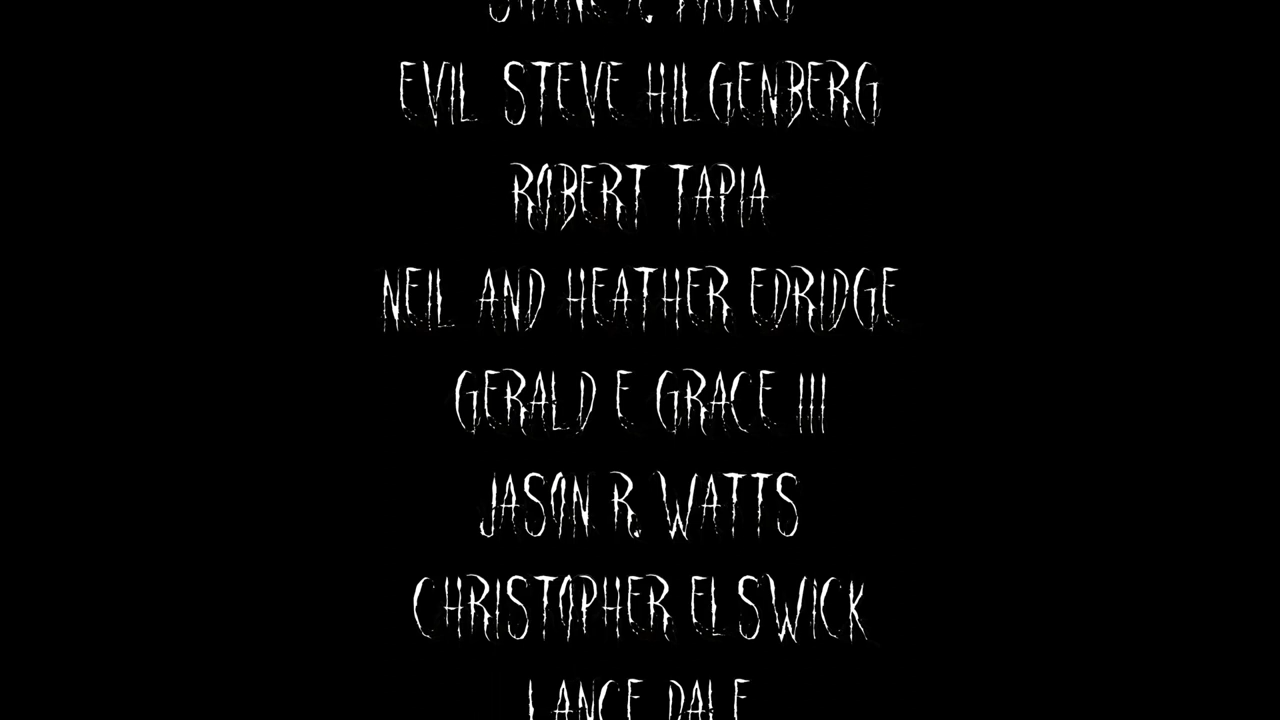 EVIL STEVE HILGENBERG
ROBERT TAPIA
NEIL AND HEATHER EDRIDGE
GERALD E GRACE III
JASON R. WATTS
CHRISTOPHER ELSWICK
LANCE DALE